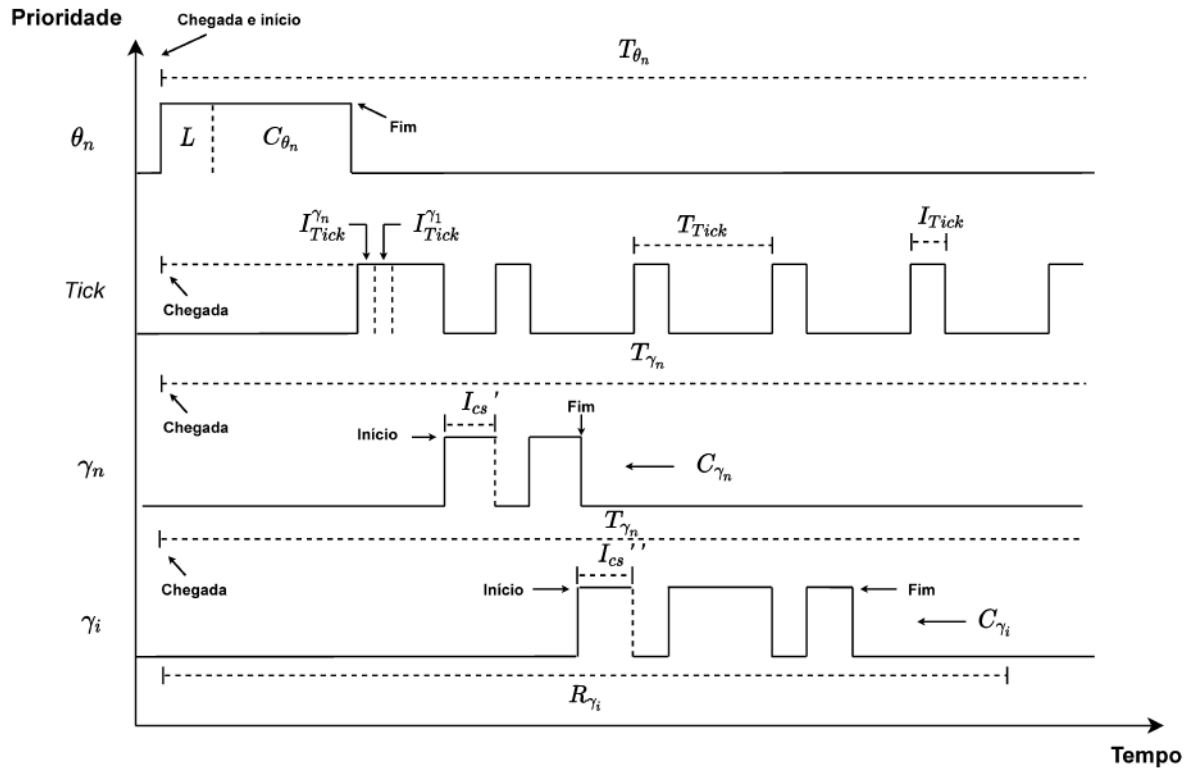 Prioridade
Chegada e início
T_{θ_n}
θ_n
L
C_{θ_n}
Fim
I_{Tick}^{γ_n}
I_{Tick}^{γ_1}
T_{Tick}
I_{Tick}
Tick
Chegada
T_{γ_n}
Chegada
I_{cs}'
Fim
Início
γ_n
C_{γ_n}
T_{γ_n}
Chegada
I_{cs}''
Início
Fim
γ_i
C_{γ_i}
R_{γ_i}
Tempo